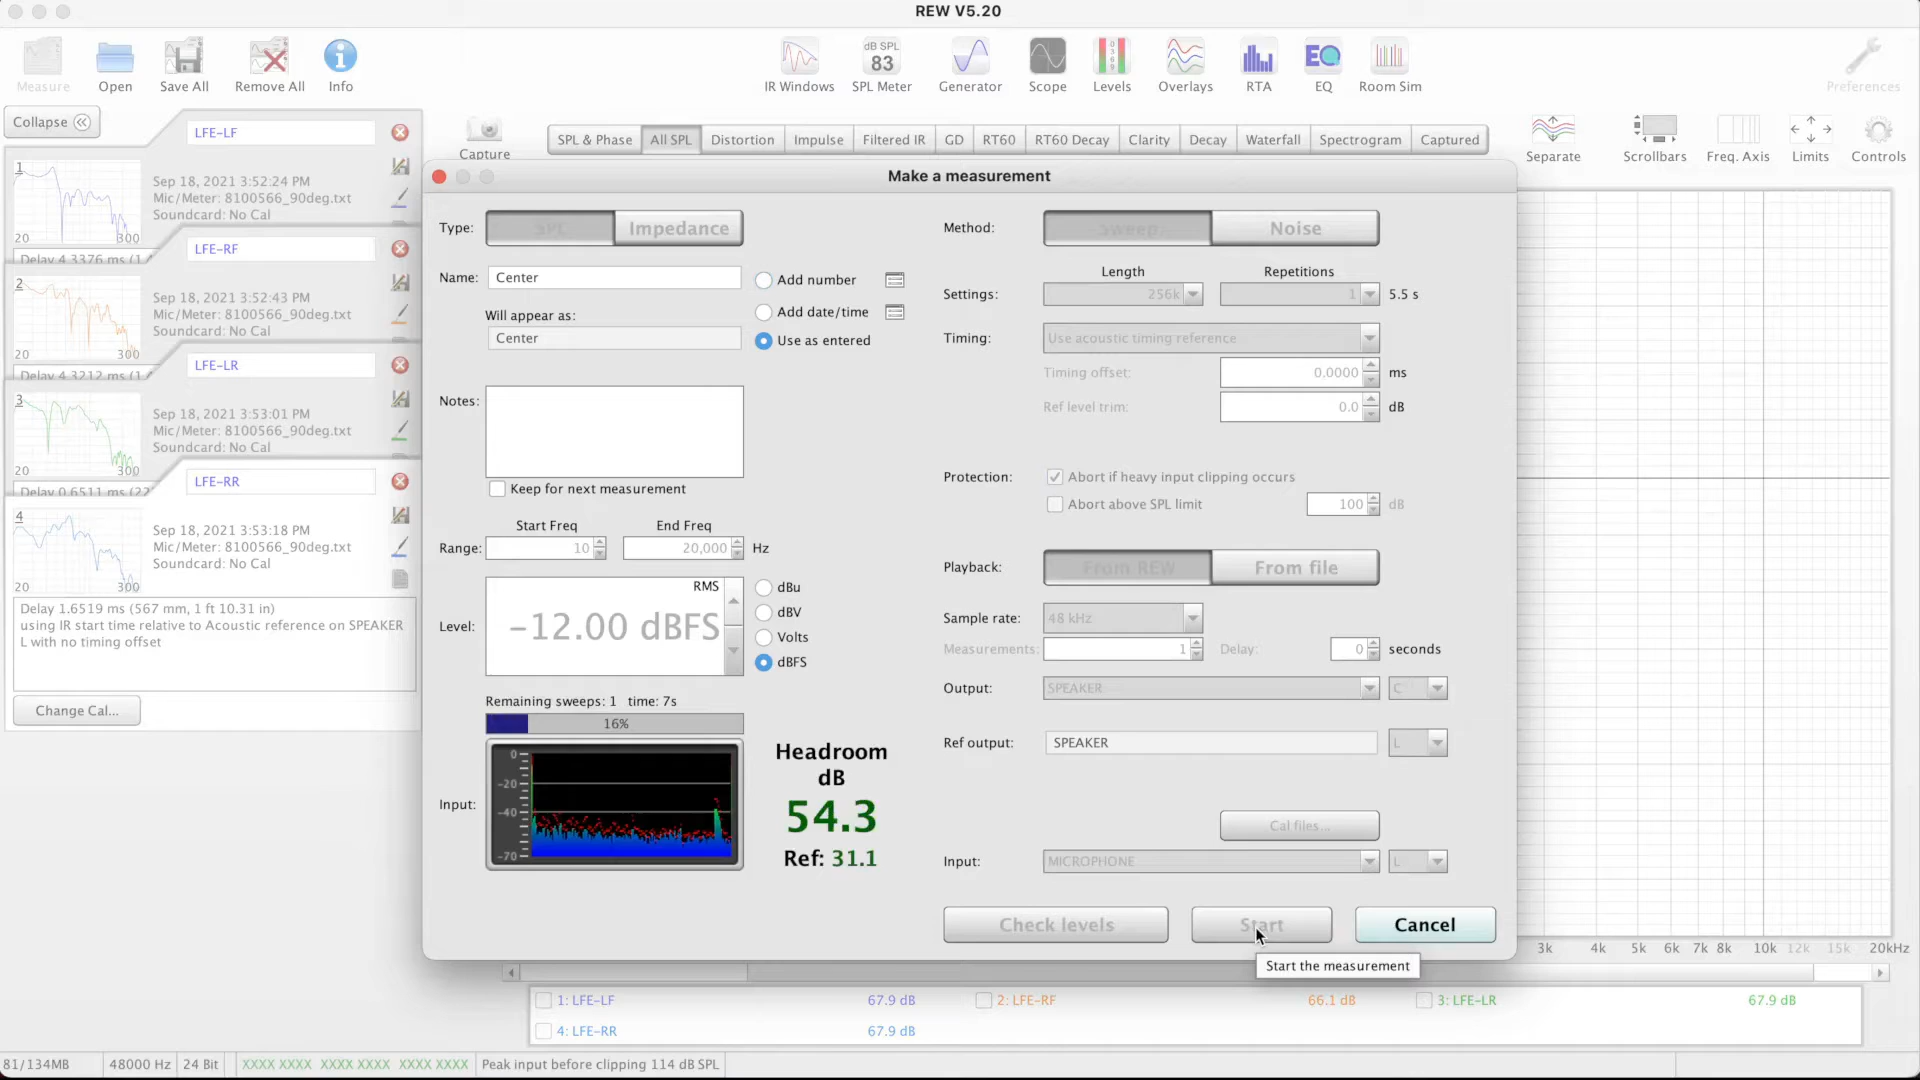 REW V5.20
Measure
Open
Save All
Remove All
Info
IR Windows
dB SPL
83
SPL Meter
Generator
Scope
Levels
Overlays
RTA
EQ
EQ
Room Sim
Preferences
Collapse
Capture
SPL & Phase
All SPL
Distortion
Impulse
Filtered IR
GD
RT60
RT60 Decay
Clarity
Decay
Waterfall
Spectrogram
Captured
Separate
Scrollbars
Freq. Axis
Limits
Controls
LFE-LF
1
20
300
Sep 18, 2021 3:52:24 PM
Mic/Meter: 8100566_90deg.txt
Soundcard: No Cal
Delay 4.3376 ms (1.4
LFE-RF
2
20
300
Sep 18, 2021 3:52:43 PM
Mic/Meter: 8100566_90deg.txt
Soundcard: No Cal
Delay 4.3212 ms (1
LFE-LR
3
20
300
Sep 18, 2021 3:53:01 PM
Mic/Meter: 8100566_90deg.txt
Soundcard: No Cal
Delay 0.6511 ms (22
LFE-RR
4
20
300
Sep 18, 2021 3:53:18 PM
Mic/Meter: 8100566_90deg.txt
Soundcard: No Cal
Delay 1.6519 ms (567 mm, 1 ft 10.31 in)
using IR start time relative to Acoustic reference on SPEAKER
L with no timing offset
Change Cal...
Make a measurement
Type:
SPL
Impedance
Name:
Center
Add number
Add date/time
Use as entered
Will appear as:
Center
Notes:
Keep for next measurement
Start Freq
End Freq
Range:
10
20,000
Hz
Level:
RMS
-12.00 dBFS
dBu
dBV
Volts
dBFS
Remaining sweeps: 1 time: 7s
16%
Input:
0
-20
-40
-70
Headroom
dB
54.3
Ref: 31.1
Method:
Sweep
Noise
Length
Repetitions
Settings:
256k
1
5.5 s
Timing:
Use acoustic timing reference
Timing offset:
0.0000
ms
Ref level trim:
0.0
dB
Protection:
Abort if heavy input clipping occurs
Abort above SPL limit
100
dB
Playback:
From REW
From file
Sample rate:
48 kHz
Measurements:
1
Delay:
0
seconds
Output:
SPEAKER
C
Ref output:
SPEAKER
L
Cal files...
Input:
MICROPHONE
L
Check levels
Start
Cancel
Start the measurement
3k
4k
5k
6k
7k
8k
10k
12k
15k
20kHz
1: LFE-LF
67.9 dB
2: LFE-RF
66.1 dB
3: LFE-LR
67.9 dB
4: LFE-RR
67.9 dB
81/134MB
48000 Hz
24 Bit
XXXX XXXX XXXX XXXX XXXX XXXX
Peak input before clipping 114 dB SPL